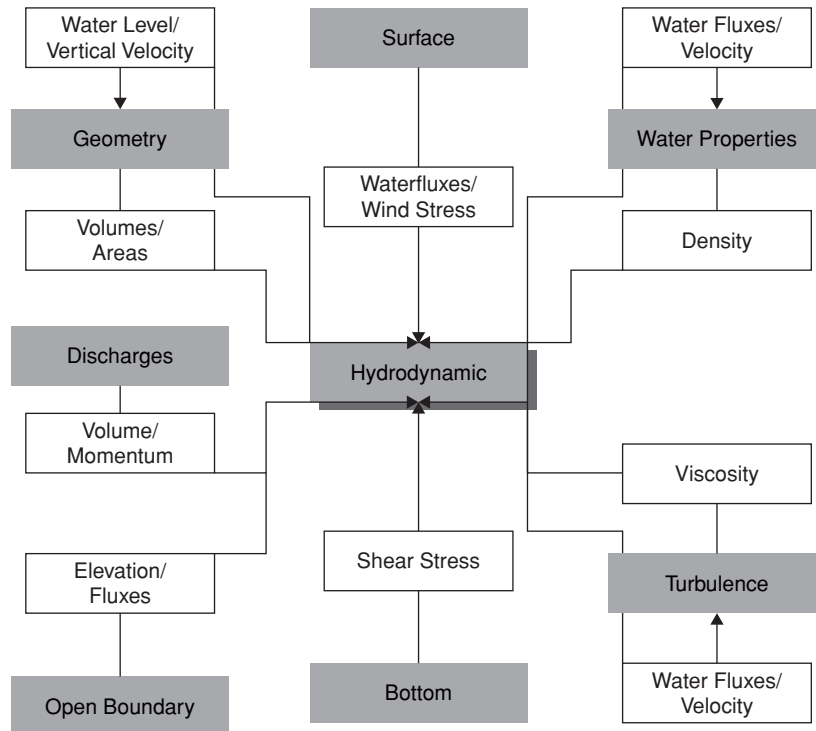 Water Level/
Vertical Velocity
Surface
Water Fluxes/
Velocity
Geometry
Water Properties
Waterfluxes/
Wind Stress
Volumes/
Areas
Density
Discharges
Hydrodynamic
Volume/
Momentum
Viscosity
Elevation/
Fluxes
Shear Stress
Turbulence
Open Boundary
Bottom
Water Fluxes/
Velocity